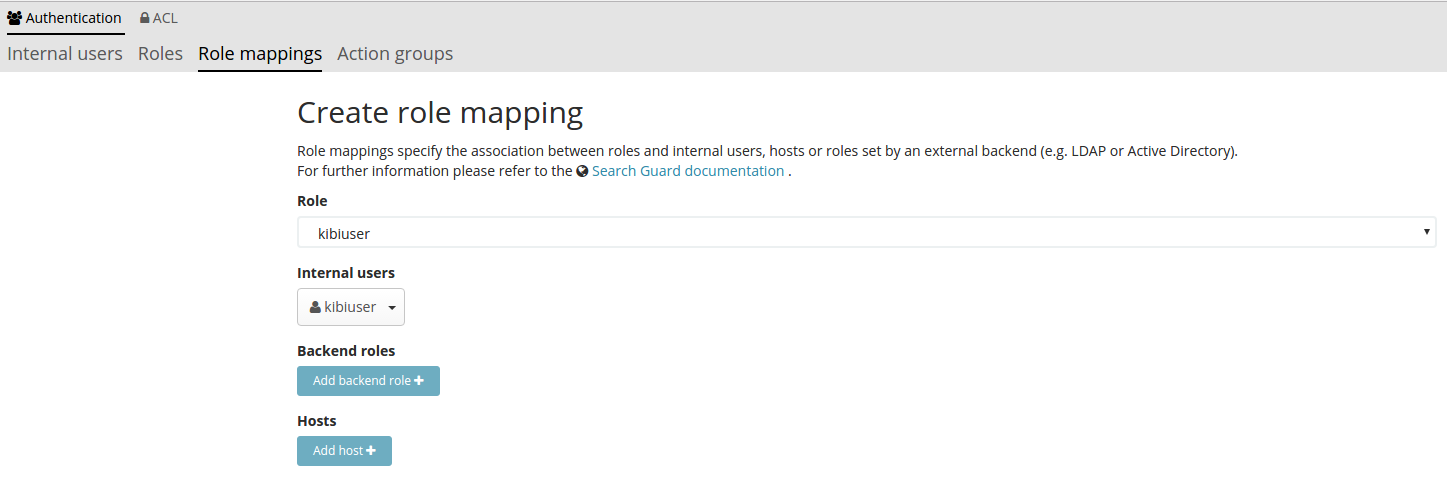 Authentication ACL
Internal users Roles Role mappings Action groups
Create role mapping
Role mappings specify the association between roles and internal users, hosts or roles set by an external backend (e.g. LDAP or Active Directory).
For further information please refer to the Search Guard documentation .
Role
kibiuser
Internal users
kibiuser
Backend roles
Add backend role
Hosts
Add host